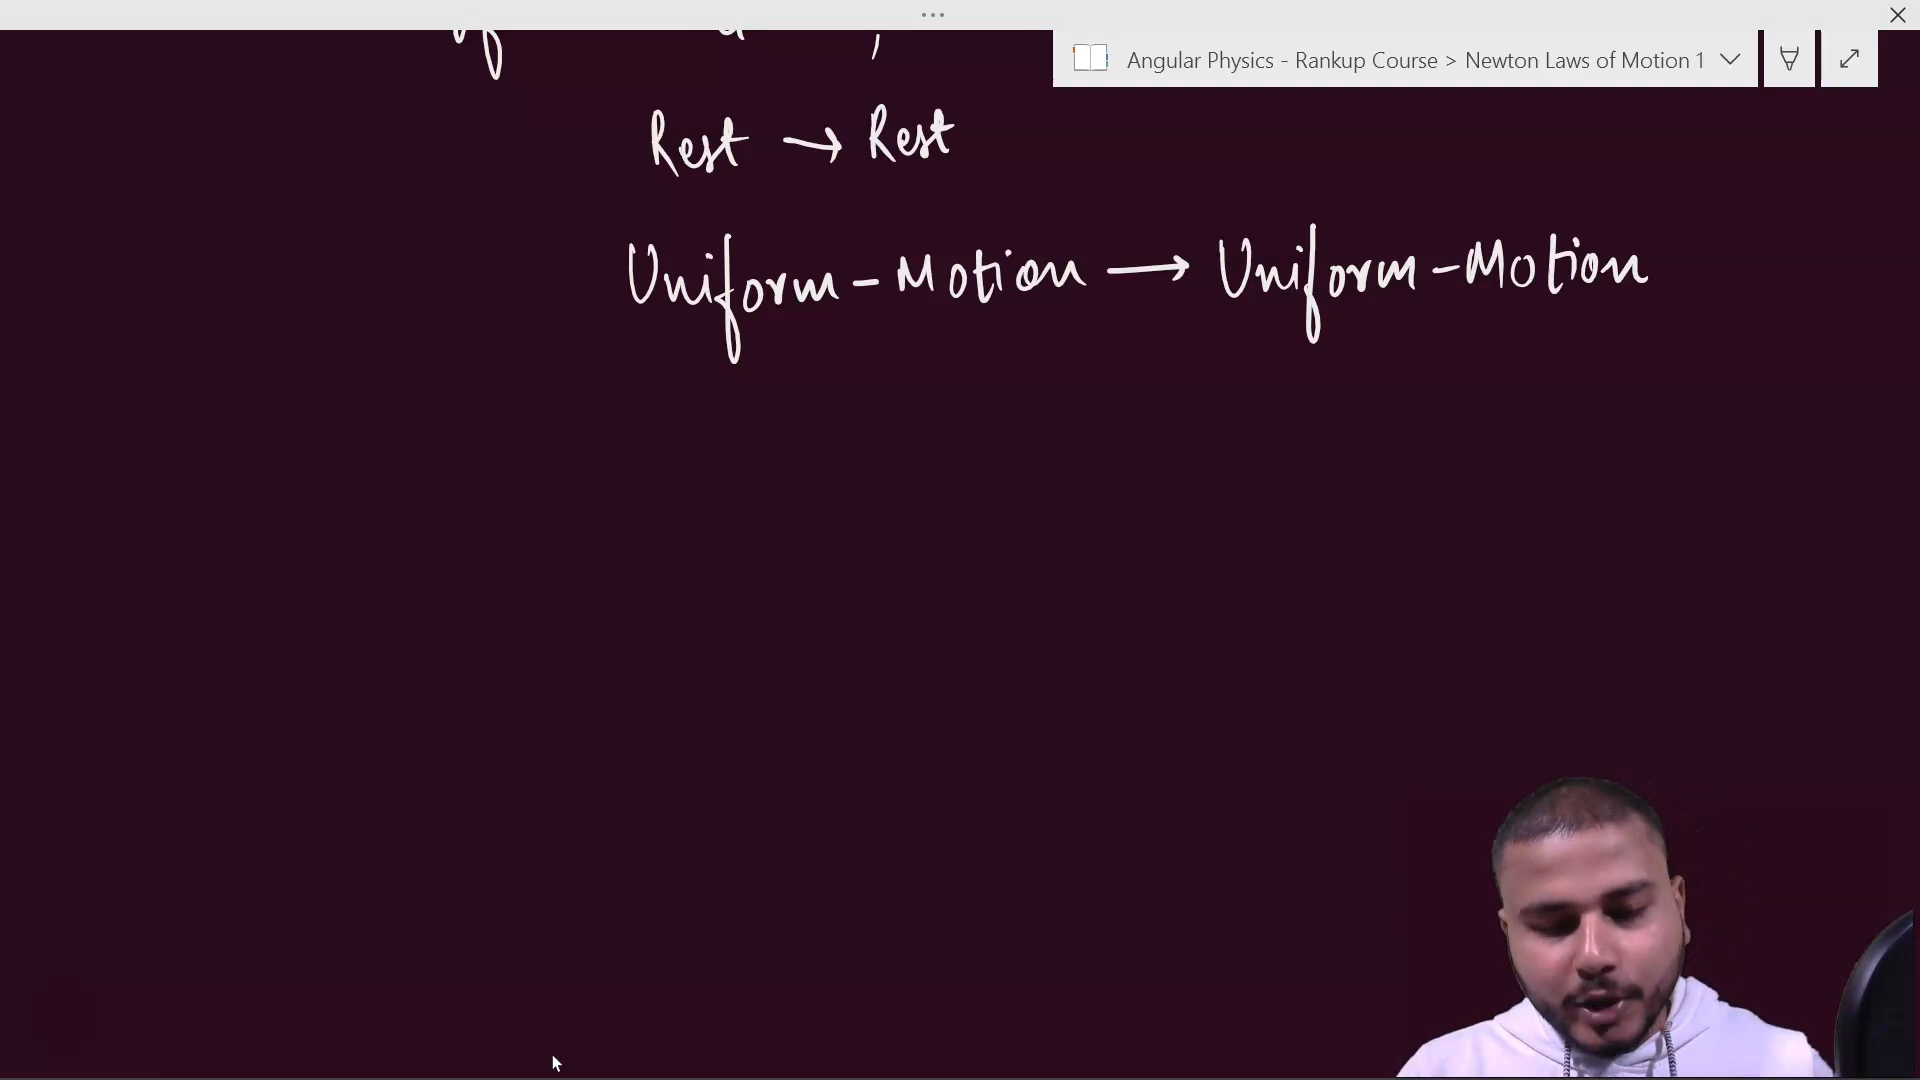 Angular Physics - Rankup Course > Newton Laws of Motion 1
Rest → Rest
Uniform - Motion → Uniform - Motion